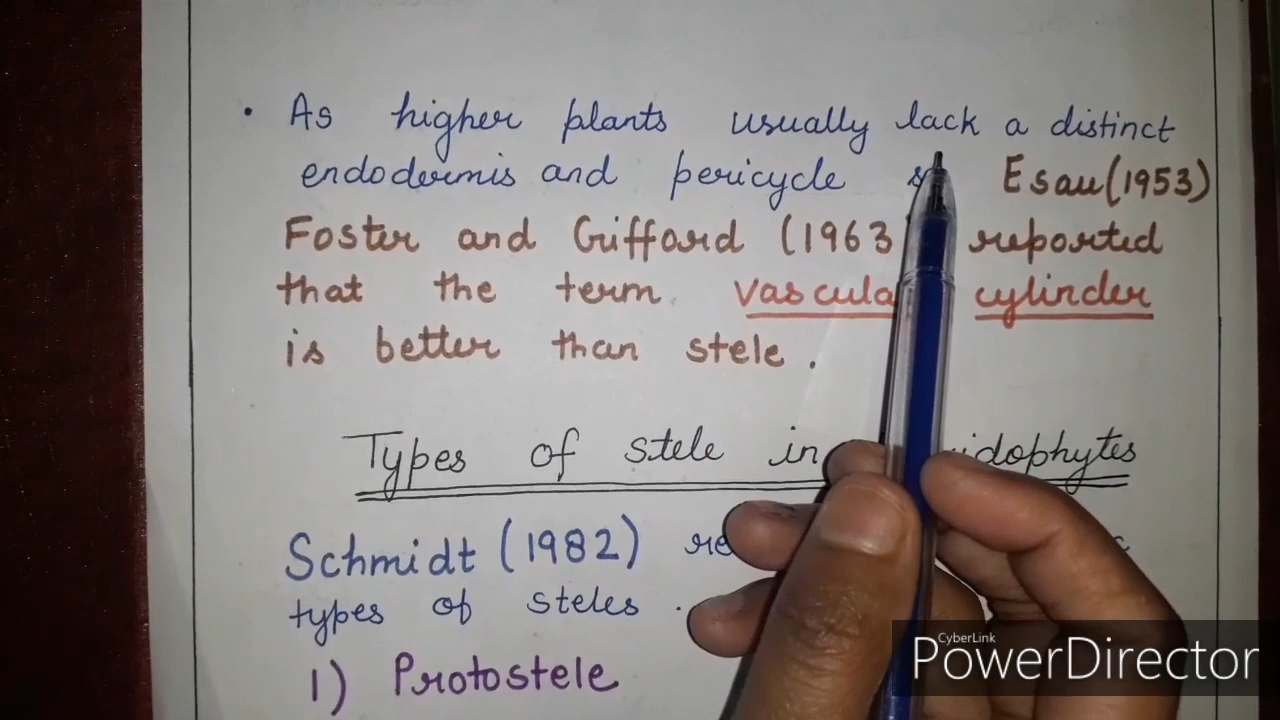 • As higher plants usually lack a distinct
endodermis and pericycle Esau (1953)
Foster and Gifford (1963 reported
that the term vascula cylinder
is better than stele.
Types of stele in
Schmidt (1982)
types of steles.
1) Protostele
CyberLink
PowerDirector